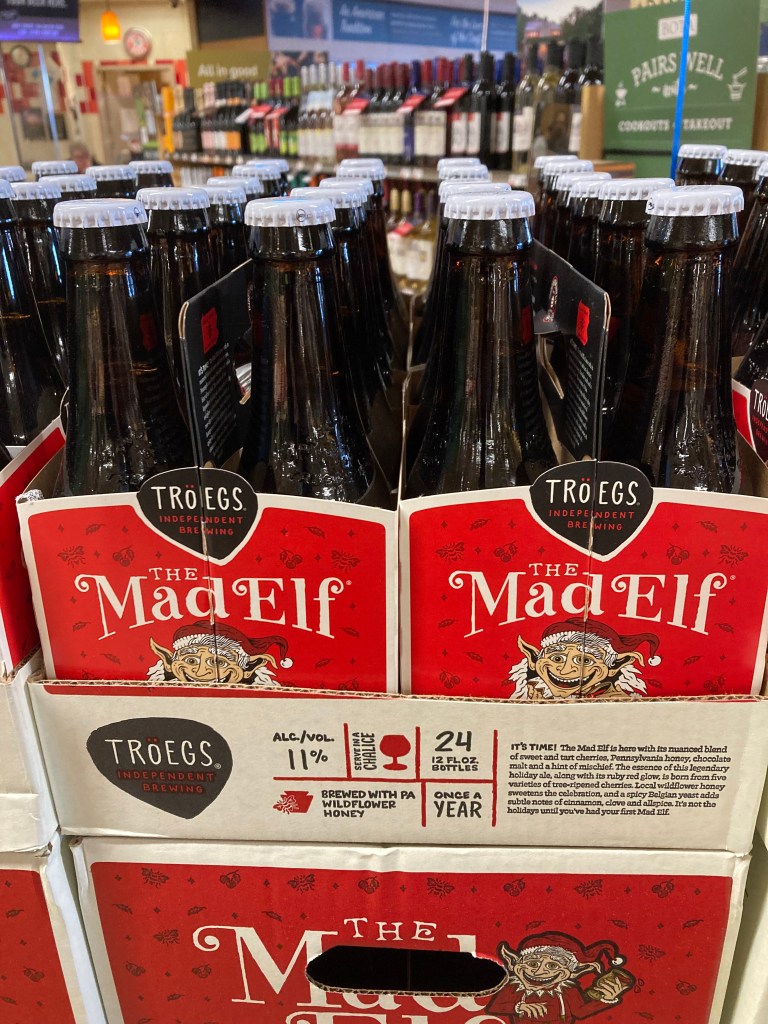 All in good
PAIRS WELL
with
COOKOUTS TAKEOUT
TRÖEGS
INDEPENDENT
BREWING
THE
Mad Elf®
TRÖEGS
INDEPENDENT
BREWING
THE
Mad Elf®
TRÖEGS®
INDEPENDENT
BREWING
ALC./VOL.
11%
SERVE IN A
CHALICE
24
12 FL.OZ.
BOTTLES
BREWED WITH PA
WILDFLOWER
HONEY
ONCE A
YEAR
IT'S TIME! The Mad Elf is here with its nuanced blend
of sweet and tart cherries, Pennsylvania honey, chocolate
malt and a hint of mischief. The essence of this legendary
holiday ale, along with its ruby red glow, is born from five
varieties of tree-ripened cherries. Local wildflower honey
sweetens the celebration, and a spicy Belgian yeast adds
subtle notes of cinnamon, clove and allspice. It's not the
holidays until you've had your first Mad Elf.
THE
Mad
Elf